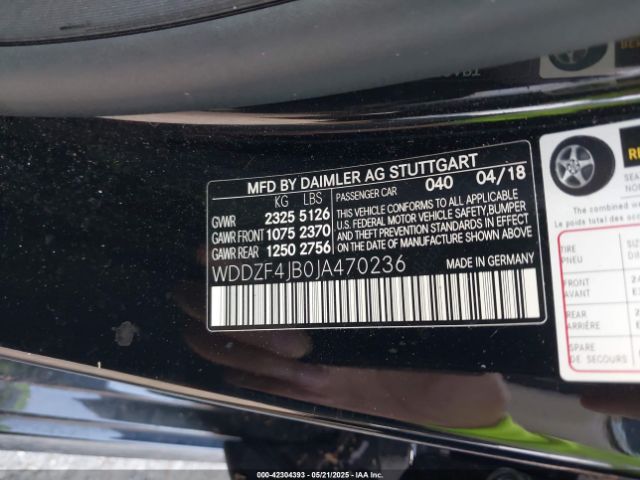 MFD BY DAIMLER AG STUTTGART
KG LBS PASSENGER CAR 040 04/18
GVWR 2325 5126
GAWR FRONT 1075 2370
GAWR REAR 1250 2756
THIS VEHICLE CONFORMS TO ALL APPLICABLE
U.S. FEDERAL MOTOR VEHICLE SAFETY, BUMPER
AND THEFT PREVENTION STANDARDS IN EFFECT
ON THE DATE OF MANUFACTURE SHOWN ABOVE.
WDDZF4JB0JA470236 MADE IN GERMANY
The combined
Le poids total des
TIRE
PNEU
FRONT
AVANT
REAR
ARRIÈRE
SPARE
DE SECOURS
000-42304393 05/21/2025 IAAI.COM